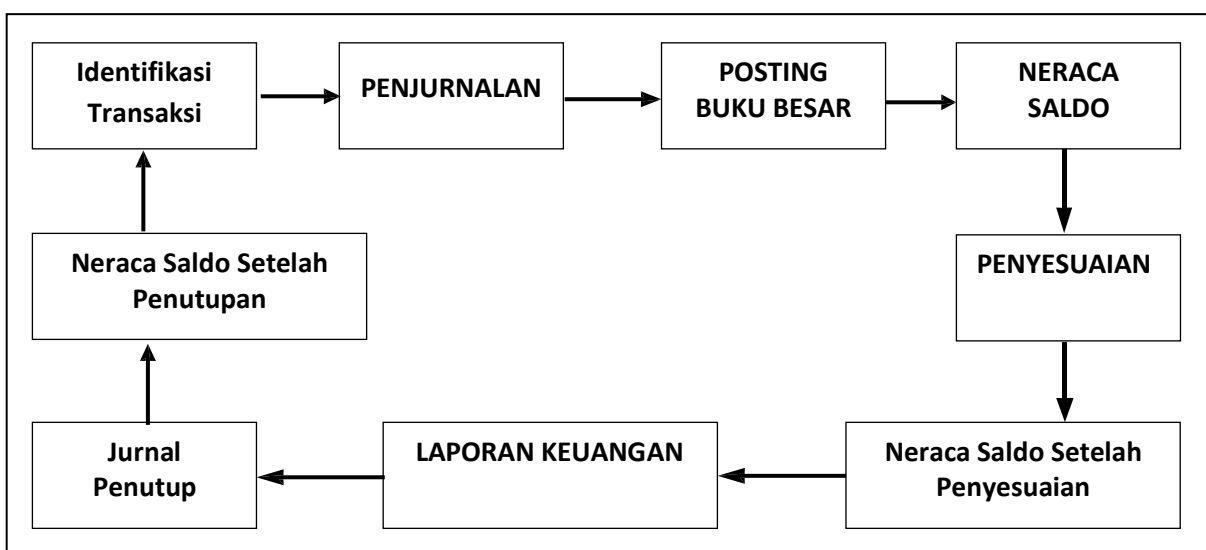 Identifikasi
Transaksi
PENJURNALAN
POSTING
BUKU BESAR
NERACA
SALDO
Neraca Saldo Setelah
Penutupan
PENYESUAIAN
Jurnal
Penutup
LAPORAN KEUANGAN
Neraca Saldo Setelah
Penyesuaian